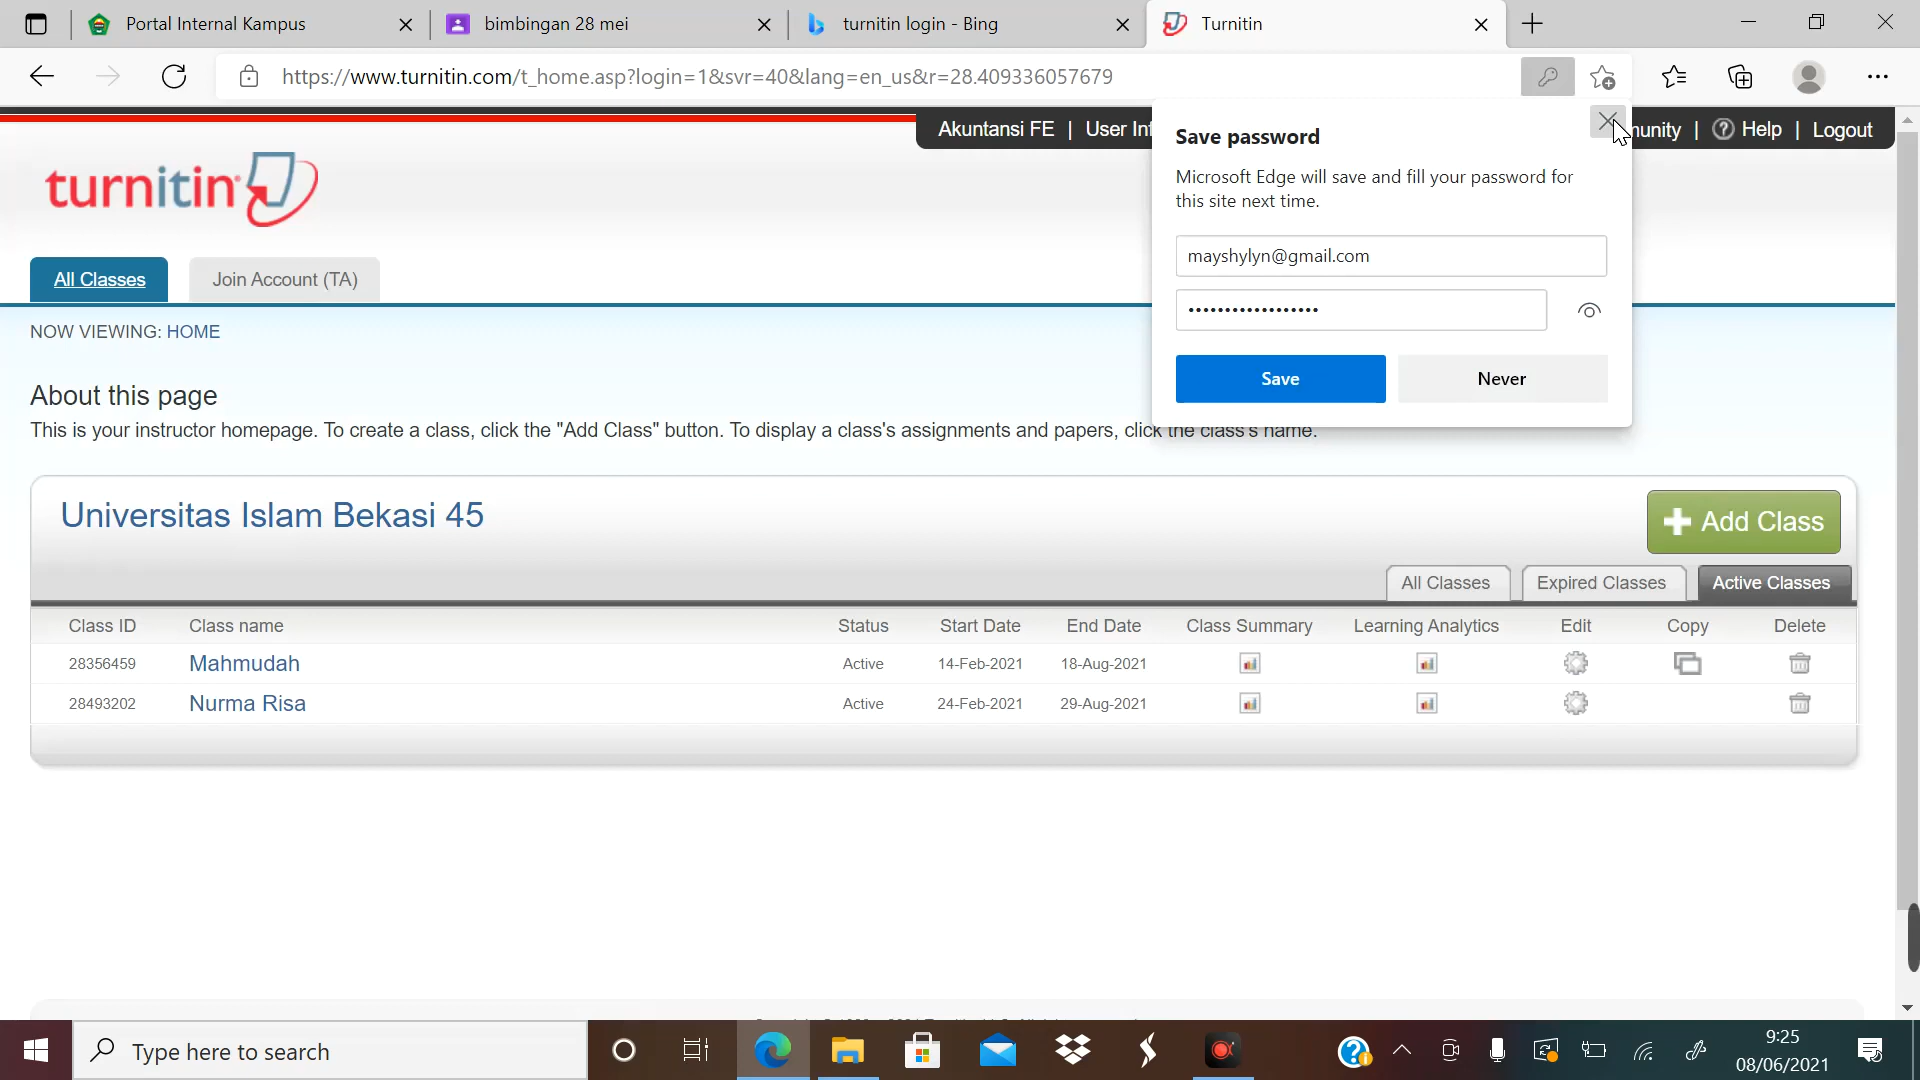 Portal Internal Kampus
bimbingan 28 mei
turnitin login - Bing
Turnitin
https://www.turnitin.com/t_home.asp?login=1&svr=40&lang=en_us&r=28.409336057679
Akuntansi FE | User Inf
munity | ? Help | Logout
turnitin
Save password
Microsoft Edge will save and fill your password for
this site next time.
mayshylyn@gmail.com
••••••••••••••••••
Save
Never
All Classes
Join Account (TA)
NOW VIEWING: HOME
About this page
This is your instructor homepage. To create a class, click the "Add Class" button. To display a class's assignments and papers, click the class's name.
Universitas Islam Bekasi 45
Add Class
All Classes
Expired Classes
Active Classes
Class ID Class name Status Start Date End Date Class Summary Learning Analytics Edit Copy Delete
28356459 Mahmudah Active 14-Feb-2021 18-Aug-2021
28493202 Nurma Risa Active 24-Feb-2021 29-Aug-2021
Type here to search
9:25
08/06/2021